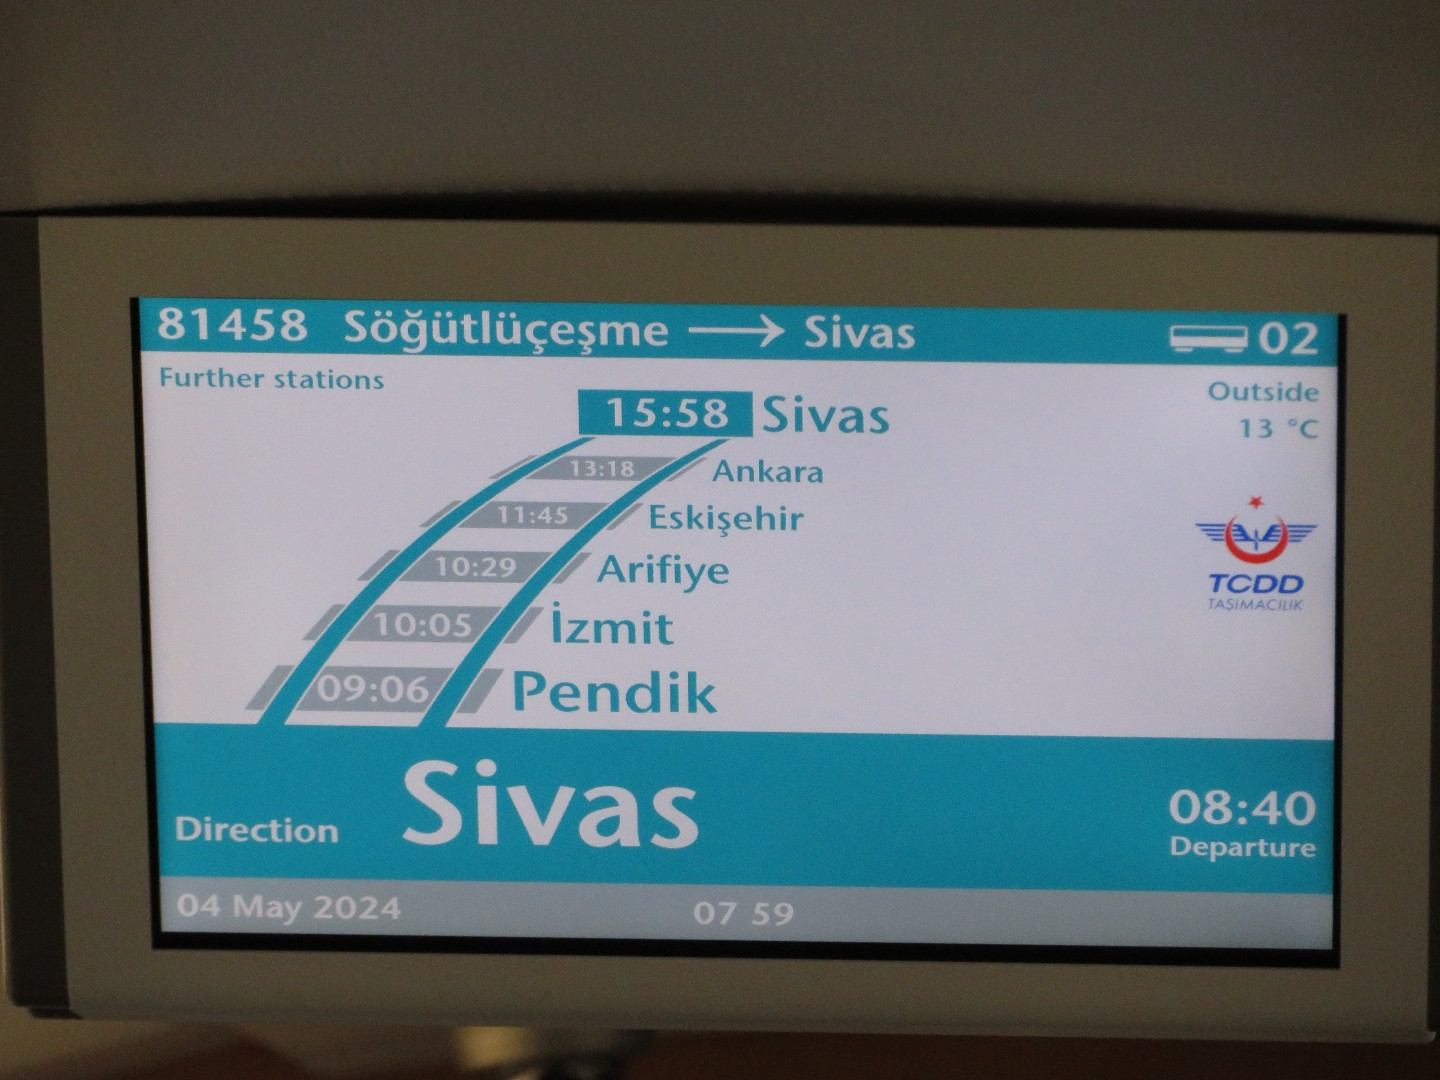 81458 Söğütlüçeşme → Sivas 02
Further stations
Outside
13 °C
15:58 Sivas
13:18 Ankara
11:45 Eskişehir
10:29 Arifiye
10:05 İzmit
09:06 Pendik
TCDD
TAŞIMACILIK
Direction Sivas
08:40
Departure
04 May 2024 07 59